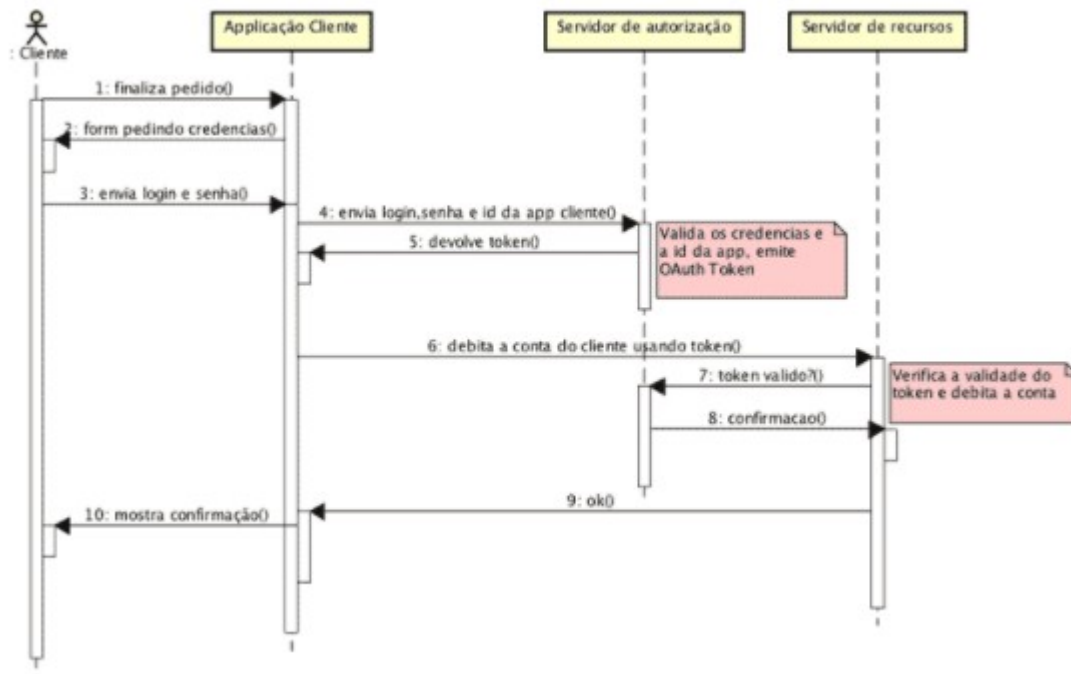 : Cliente
Applicação Cliente
Servidor de autorização
Servidor de recursos
1: finaliza pedido()
2: form pedindo credencias()
3: envia login e senha()
4: envia login,senha e id da app cliente()
5: devolve token()
Valida os credencias e
a id da app, emite
OAuth Token
6: debita a conta do cliente usando token()
7: token valido?()
Verifica a validade do
token e debita a conta
8: confirmacao()
9: ok()
10: mostra confirmação()